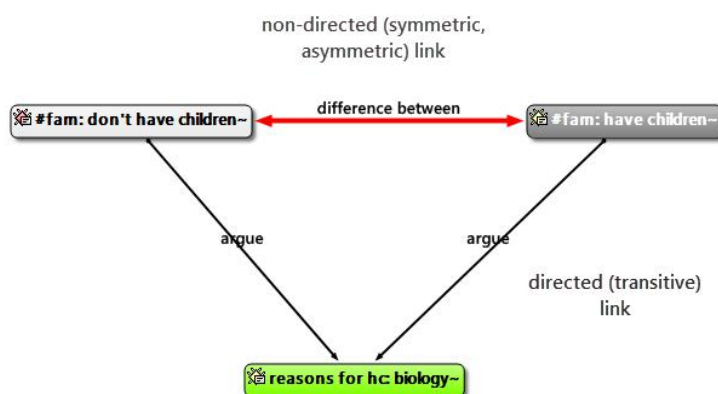 non-directed (symmetric,
asymmetric) link
#fam: don't have children~
difference between
#fam: have children~
argue
argue
directed (transitive)
link
reasons for hc: biology~